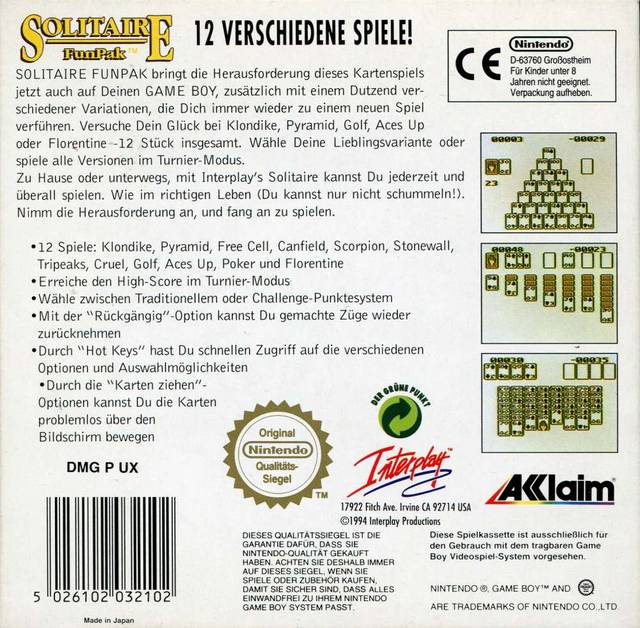 SOLITAIRE
FunPak™
12 VERSCHIEDENE SPIELE!
SOLITAIRE FUNPAK bringt die Herausforderung dieses Kartenspiels
jetzt auch auf Deinen GAME BOY, zusätzlich mit einem Dutzend ver-
schiedener Variationen, die Dich immer wieder zu einem neuen Spiel
verführen. Versuche Dein Glück bei Klondike, Pyramid, Golf, Aces Up
oder Florentine -12 Stück insgesamt. Wähle Deine Lieblingsvariante oder
spiele alle Versionen im Turnier-Modus.
Zu Hause oder unterwegs, mit Interplay's Solitaire kannst Du jederzeit und
überall spielen. Wie im richtigen Leben (Du kannst nur nicht schummeln!).
Nimm die Herausforderung an, und fang an zu spielen.
•12 Spiele: Klondike, Pyramid, Free Cell, Canfield, Scorpion, Stonewall,
Tripeaks, Cruel, Golf, Aces Up, Poker und Florentine
•Erreiche den High-Score im Turnier-Modus
•Wähle zwischen Traditionellem oder Challenge-Punktesystem
•Mit der "Rückgängig"-Option kannst Du gemachte Züge wieder
zurücknehmen
•Durch "Hot Keys" hast Du schnellen Zugriff auf die verschiedenen
Optionen und Auswahlmöglichkeiten
•Durch die "Karten ziehen"-
Optionen kannst Du die Karten
problemlos über den
Bildschirm bewegen
DMG P UX
CE
Nintendo®
D-63760 Großostheim
Für Kinder unter 8
Jahren nicht geeignet.
Verpackung aufheben.
00003 -00029
23
00048 -00023
00030 -00035
DER GRÜNE PUNKT
Original
Nintendo
Qualitäts-
Siegel
TM
Interplay™
17922 Fitch Ave. Irvine CA 92714 USA
©1994 Interplay Productions
AKKlaim®
5 026102 032102
Made in Japan
DIESES QUALITÄTSSIEGEL IST DIE
GARANTIE DAFÜR, DASS SIE
NINTENDO-QUALITÄT GEKAUFT
HABEN. ACHTEN SIE DESHALB IMMER
AUF DIESES SIEGEL, WENN SIE
SPIELE ODER ZUBEHÖR KAUFEN,
DAMIT SIE SICHER SIND, DASS ALLES
EINWANDFREI ZU IHREM NINTENDO
GAME BOY SYSTEM PASST.
Diese Spielkassette ist ausschließlich für
den Gebrauch mit dem tragbaren Game
Boy Videospiel-System vorgesehen.
NINTENDO ®, GAME BOY™ AND
ARE TRADEMARKS OF NINTENDO CO., LTD.